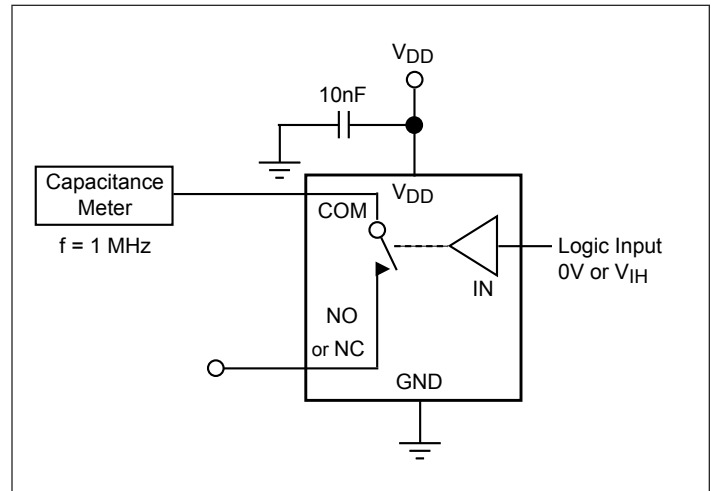 VDD
10nF
VDD
Capacitance
Meter
COM
f = 1 MHz
Logic Input
0V or VIH
IN
NO
or NC
GND